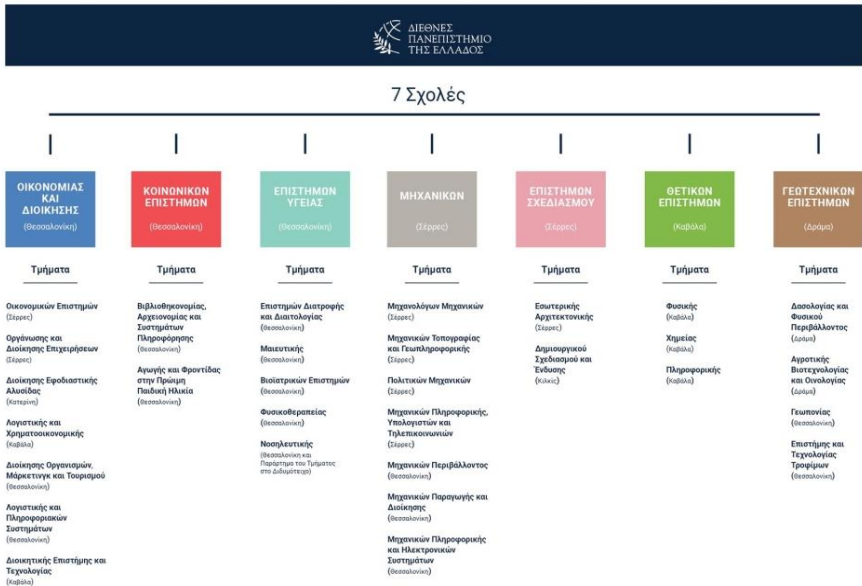 ΔΙΕΘΝΕΣ
ΠΑΝΕΠΙΣΤΗΜΙΟ
ΤΗΣ ΕΛΛΑΔΟΣ
7 Σχολές
ΟΙΚΟΝΟΜΙΑΣ
ΚΑΙ
ΔΙΟΙΚΗΣΗΣ
(Θεσσαλονίκη)
Τμήματα
Οικονομικών Επιστημών
(Σέρρες)
Οργάνωσης και
Διοίκησης Επιχειρήσεων
(Σέρρες)
Διοίκησης Εφοδιαστικής
Αλυσίδας
(Κατερίνη)
Λογιστικής και
Χρηματοοικονομικής
(Καβάλα)
Διοίκησης Οργανισμών,
Μάρκετινγκ και Τουρισμού
(Θεσσαλονίκη)
Λογιστικής και
Πληροφοριακών
Συστημάτων
(Θεσσαλονίκη)
Διοικητικής Επιστήμης και
Τεχνολογίας
(Καβάλα)
ΚΟΙΝΩΝΙΚΩΝ
ΕΠΙΣΤΗΜΩΝ
(Θεσσαλονίκη)
Τμήματα
Βιβλιοθηκονομίας,
Αρχειονομίας και
Συστημάτων
Πληροφόρησης
(Θεσσαλονίκη)
Αγωγής και Φροντίδας
στην Πρώιμη
Παιδική Ηλικία
(Θεσσαλονίκη)
ΕΠΙΣΤΗΜΩΝ
ΥΓΕΙΑΣ
(Θεσσαλονίκη)
Τμήματα
Επιστημών Διατροφής
και Διαιτολογίας
(Θεσσαλονίκη)
Μαιευτικής
(Θεσσαλονίκη)
Βιοϊατρικών Επιστημών
(Θεσσαλονίκη)
Φυσικοθεραπείας
(Θεσσαλονίκη)
Νοσηλευτικής
(Θεσσαλονίκη και
Παράρτημα του Τμήματος
στο Διδυμότειχο)
ΜΗΧΑΝΙΚΩΝ
(Σέρρες)
Τμήματα
Μηχανολόγων Μηχανικών
(Σέρρες)
Μηχανικών Τοπογραφίας
και Γεωπληροφορικής
(Σέρρες)
Πολιτικών Μηχανικών
(Σέρρες)
Μηχανικών Πληροφορικής,
Υπολογιστών και
Τηλεπικοινωνιών
(Σέρρες)
Μηχανικών Περιβάλλοντος
(Θεσσαλονίκη)
Μηχανικών Παραγωγής και
Διοίκησης
(Θεσσαλονίκη)
Μηχανικών Πληροφορικής
και Ηλεκτρονικών
Συστημάτων
(Θεσσαλονίκη)
ΕΠΙΣΤΗΜΩΝ
ΣΧΕΔΙΑΣΜΟΥ
(Σέρρες)
Τμήματα
Εσωτερικής
Αρχιτεκτονικής
(Σέρρες)
Δημιουργικού
Σχεδιασμού και
Ένδυσης
(Κιλκίς)
ΘΕΤΙΚΩΝ
ΕΠΙΣΤΗΜΩΝ
(Καβάλα)
Τμήματα
Φυσικής
(Καβάλα)
Χημείας
(Καβάλα)
Πληροφορικής
(Καβάλα)
ΓΕΩΤΕΧΝΙΚΩΝ
ΕΠΙΣΤΗΜΩΝ
(Δράμα)
Τμήματα
Δασολογίας και
Φυσικού
Περιβάλλοντος
(Δράμα)
Αγροτικής
Βιοτεχνολογίας
και Οινολογίας
(Δράμα)
Γεωπονίας
(Θεσσαλονίκη)
Επιστήμης και
Τεχνολογίας
Τροφίμων
(Θεσσαλονίκη)